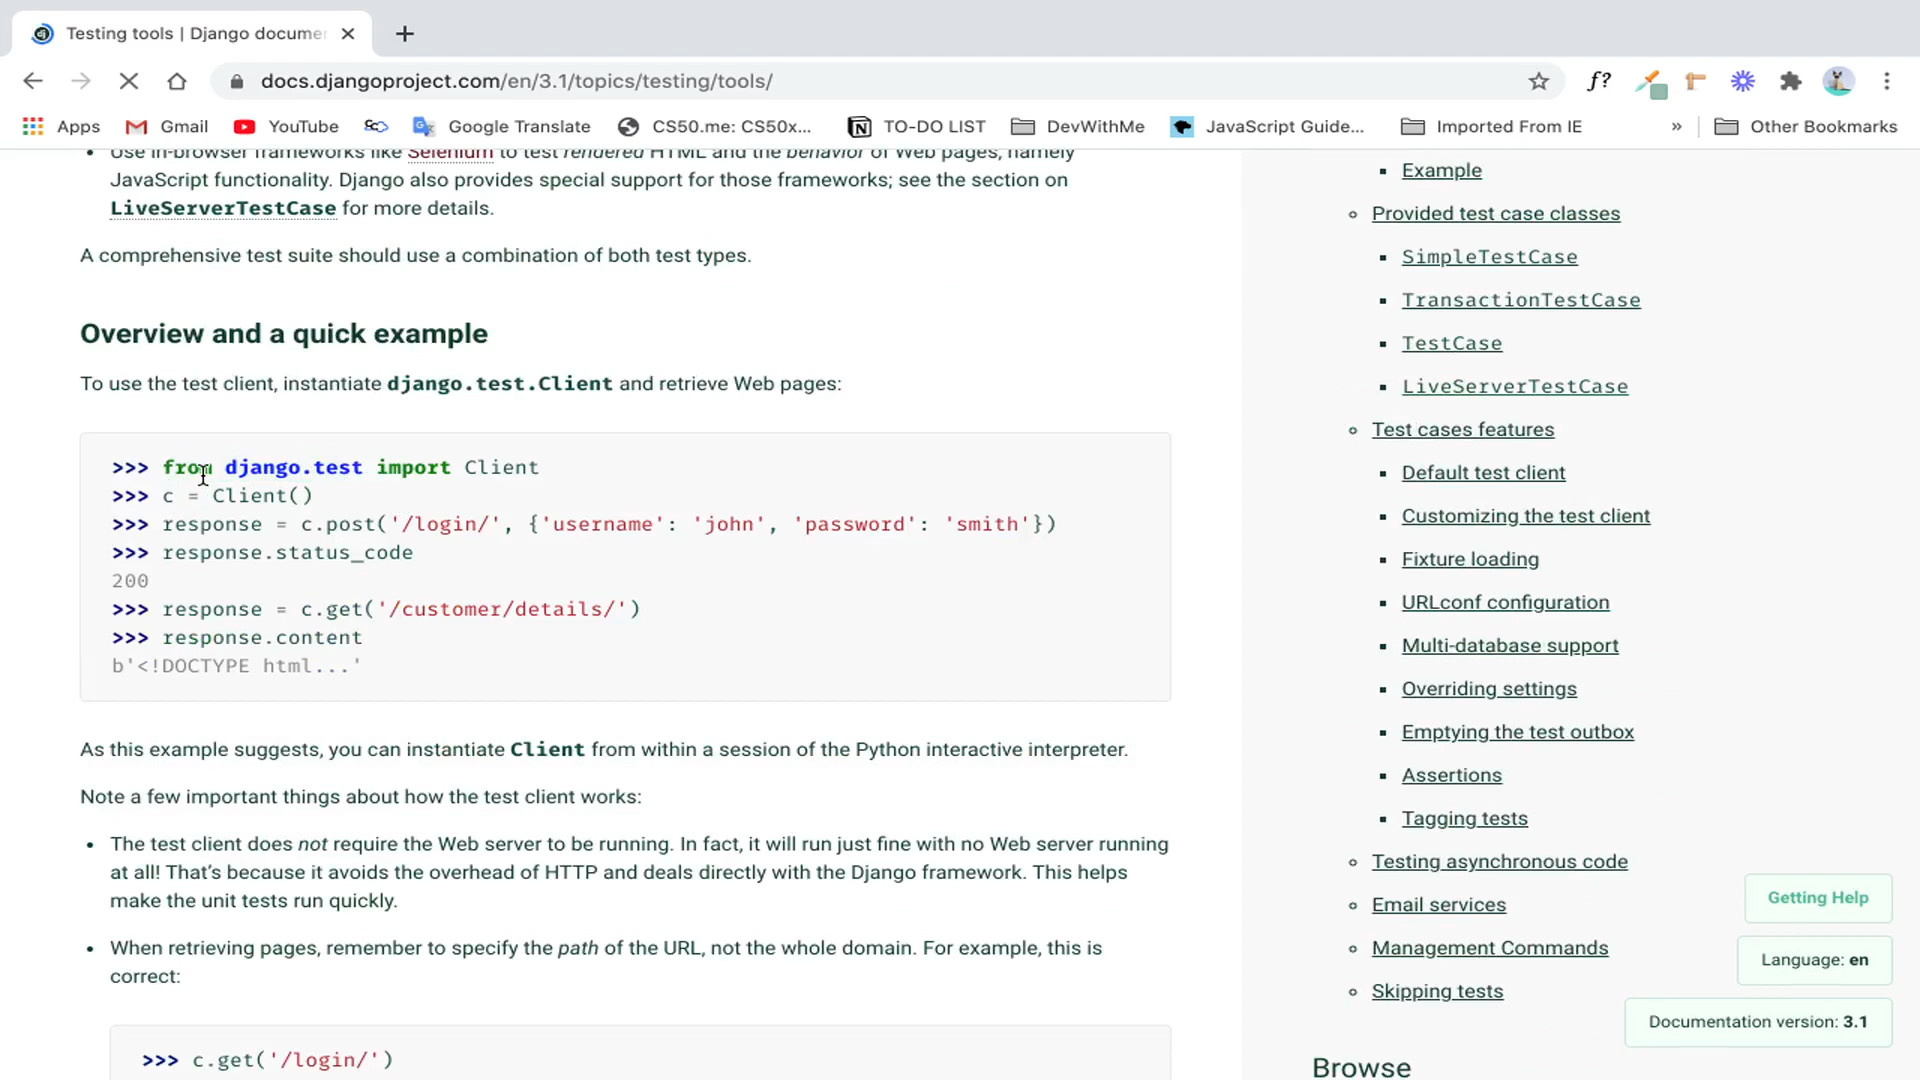 Testing tools | Django documen
docs.djangoproject.com/en/3.1/topics/testing/tools/
f?
Apps Gmail YouTube Google Translate CS50.me: CS50x... TO-DO LIST DevWithMe JavaScript Guide... Imported From IE » Other Bookmarks
• Use in-browser frameworks like Selenium to test rendered HTML and the behavior of Web pages, namely
JavaScript functionality. Django also provides special support for those frameworks; see the section on
LiveServerTestCase for more details.
A comprehensive test suite should use a combination of both test types.
Overview and a quick example
To use the test client, instantiate django.test.Client and retrieve Web pages:
>>> from django.test import Client
>>> c = Client()
>>> response = c.post('/login/', {'username': 'john', 'password': 'smith'})
>>> response.status_code
200
>>> response = c.get('/customer/details/')
>>> response.content
b'<!DOCTYPE html...'
As this example suggests, you can instantiate Client from within a session of the Python interactive interpreter.
Note a few important things about how the test client works:
• The test client does not require the Web server to be running. In fact, it will run just fine with no Web server running
at all! That’s because it avoids the overhead of HTTP and deals directly with the Django framework. This helps
make the unit tests run quickly.
• When retrieving pages, remember to specify the path of the URL, not the whole domain. For example, this is
correct:
>>> c.get('/login/')
Example
Provided test case classes
SimpleTestCase
TransactionTestCase
TestCase
LiveServerTestCase
Test cases features
Default test client
Customizing the test client
Fixture loading
URLconf configuration
Multi-database support
Overriding settings
Emptying the test outbox
Assertions
Tagging tests
Testing asynchronous code
Email services
Management Commands
Skipping tests
Getting Help
Language: en
Documentation version: 3.1
Browse